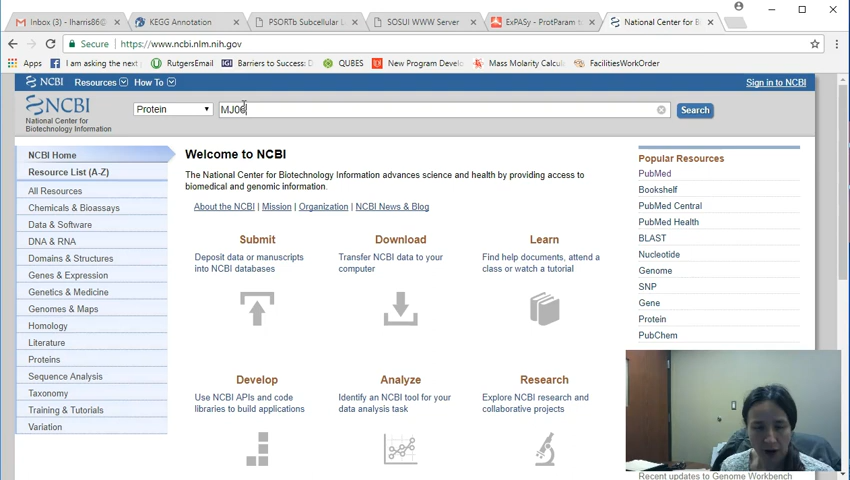 Inbox (9) - lharris86@
KEGG Annotation
PSORTb Subcellular L
SOSUI WWW Server
ExPASy - ProtParam t
National Center for B
Secure
https://www.ncbi.nlm.nih.gov
Apps
I am asking the next
RutgersEmail
Barriers to Success: D
QUBES
New Program Develo
Mass Molarity Calcula
FacilitiesWorkOrder
NCBI Resources How To
Sign in to NCBI
NCBI
National Center for
Biotechnology Information
Protein
Search
NCBI Home
Resource List (A-Z)
All Resources
Chemicals & Bioassays
Data & Software
DNA & RNA
Domains & Structures
Genes & Expression
Genetics & Medicine
Genomes & Maps
Homology
Literature
Proteins
Sequence Analysis
Taxonomy
Training & Tutorials
Variation
Welcome to NCBI
The National Center for Biotechnology Information advances science and health by providing access to
biomedical and genomic information.
About the NCBI | Mission | Organization | NCBI News & Blog
Submit
Deposit data or manuscripts
into NCBI databases
Download
Transfer NCBI data to your
computer
Learn
Find help documents, attend a
class or watch a tutorial
Develop
Use NCBI APIs and code
libraries to build applications
Analyze
Identify an NCBI tool for your
data analysis task
Research
Explore NCBI research and
collaborative projects
Popular Resources
PubMed
Bookshelf
PubMed Central
PubMed Health
BLAST
Nucleotide
Genome
SNP
Gene
Protein
PubChem
Recent updates to Genome Workbench